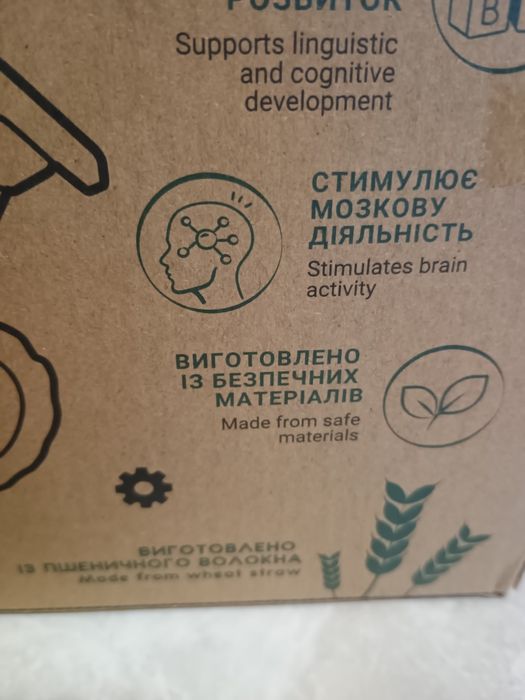 РОЗВИТОК
Supports linguistic
and cognitive
development
В
СТИМУЛЮЄ
МОЗКОВУ
ДІЯЛЬНІСТЬ
Stimulates brain
activity
ВИГОТОВЛЕНО
ІЗ БЕЗПЕЧНИХ
МАТЕРІАЛІВ
Made from safe
materials
ВИГОТОВЛЕНО
ІЗ ПШЕНИЧНОГО ВОЛОКНА
Made from wheat straw